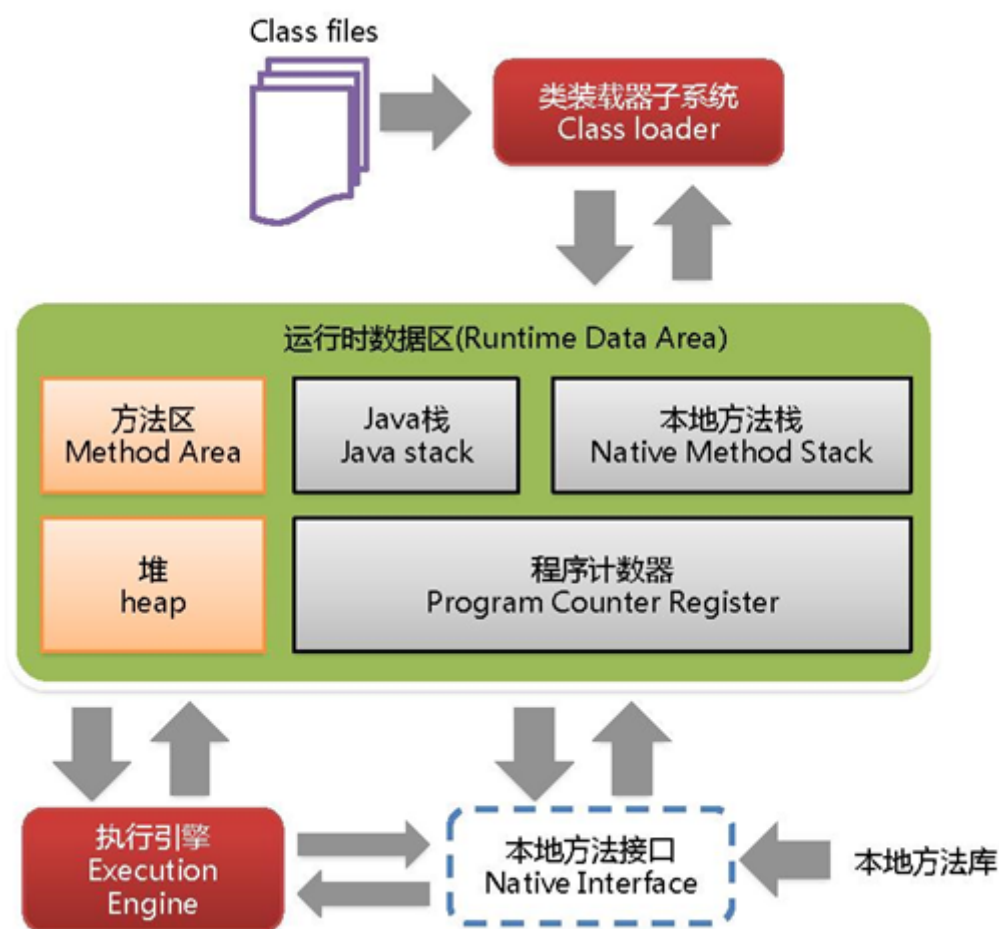 Class files
类装载器子系统
Class loader
运行时数据区(Runtime Data Area)
方法区
Method Area
Java栈
Java stack
本地方法栈
Native Method Stack
堆
heap
程序计数器
Program Counter Register
执行引擎
Execution
Engine
本地方法接口
Native Interface
本地方法库